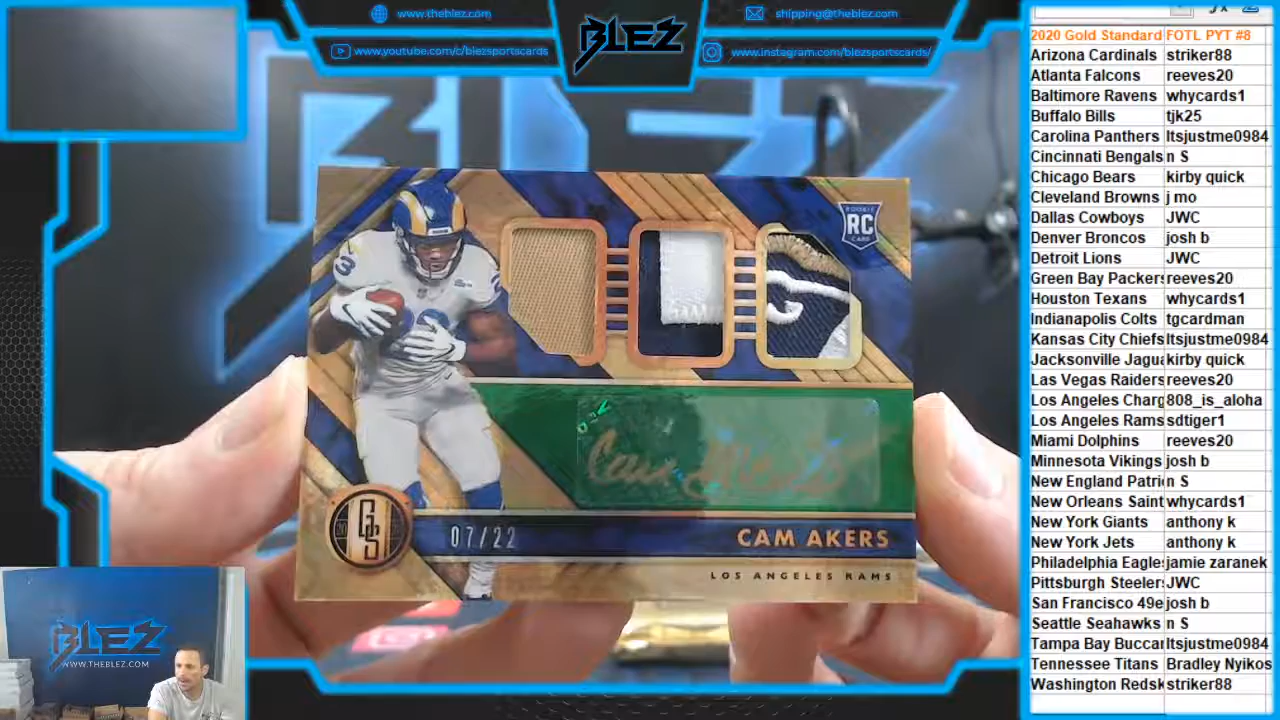 www.theblez.com
www.youtube.com/c/blezsportscards
BLEZ
shipping@theblez.com
www.instagram.com/blezsportscards/
2020 Gold Standard FOTL PYT #8
Arizona Cardinals striker88
Atlanta Falcons reeves20
Baltimore Ravens whycards1
Buffalo Bills tjk25
Carolina Panthers Itsjustme0984
Cincinnati Bengals n S
Chicago Bears kirby quick
Cleveland Browns j mo
Dallas Cowboys JWC
Denver Broncos josh b
Detroit Lions JWC
Green Bay Packers reeves20
Houston Texans whycards1
Indianapolis Colts tgcardman
Kansas City Chiefs Itsjustme0984
Jacksonville Jagua kirby quick
Las Vegas Raiders reeves20
Los Angeles Charg 808_is_aloha
Los Angeles Rams sdtiger1
Miami Dolphins reeves20
Minnesota Vikings josh b
New England Patri n S
New Orleans Saint whycards1
New York Giants anthony k
New York Jets anthony k
Philadelphia Eagle jamie zaranek
Pittsburgh Steeler JWC
San Francisco 49e josh b
Seattle Seahawks n S
Tampa Bay Buccan Itsjustme0984
Tennessee Titans Bradley Nyikos
Washington Redsk striker88
ROOKIE
RC
CARD
23
GS
07/22
CAM AKERS
LOS ANGELES RAMS
BLEZ
WWW.THEBLEZ.COM